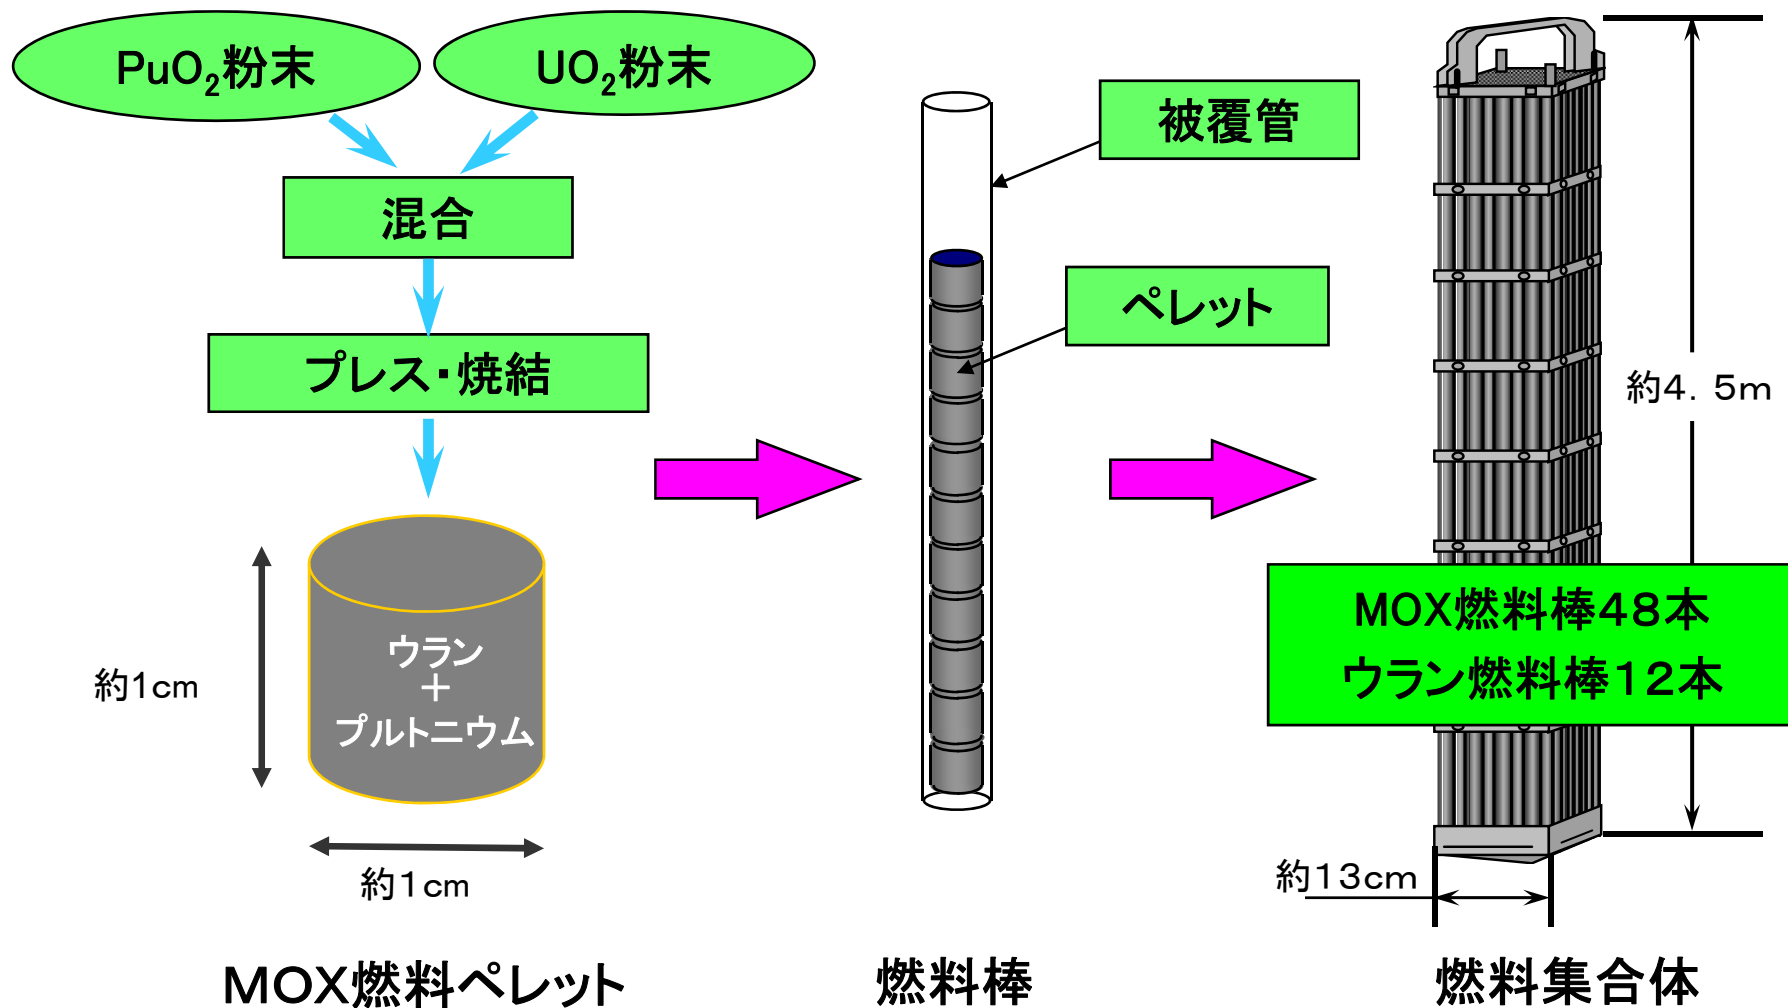 PuO₂粉末
UO₂粉末
混合
プレス・焼結
約1cm
ウラン
＋
プルトニウム
約1cm
MOX燃料ペレット
被覆管
ペレット
燃料棒
約4．5m
MOX燃料棒48本
ウラン燃料棒12本
約13cm
燃料集合体